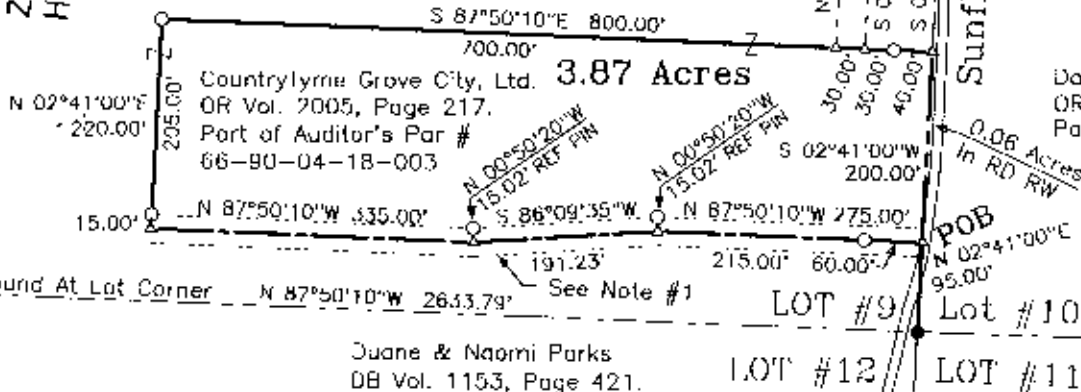 S 87°50'10"E 800.00'
700.00'
30.00'
30.00'
40.00'
Countrytyme Grove City, Ltd.
OR Vol. 2005, Page 217.
Part of Auditor's Par #
66-90-04-18-003
3.87 Acres
N 02°41'00"E
220.00'
205.00'
N 00°50'20"W
15.02' REF PIN
N 00°50'20"W
15.02' REF PIN
S 02°41'00"W
200.00'
0.06 Acres
In RD RW
15.00'
N 87°50'10"W 335.00'
S 86°09'35"W
N 87°50'10"W 275.00'
191.23'
215.00'
60.00'
POB
N 02°41'00"E
95.00'
See Note #1
At Lot Corner
N 87°50'10"W 2633.79'
LOT #9
Lot #10
Duane & Naomi Parks
DB Vol. 1153, Page 421.
LOT #12
LOT #11